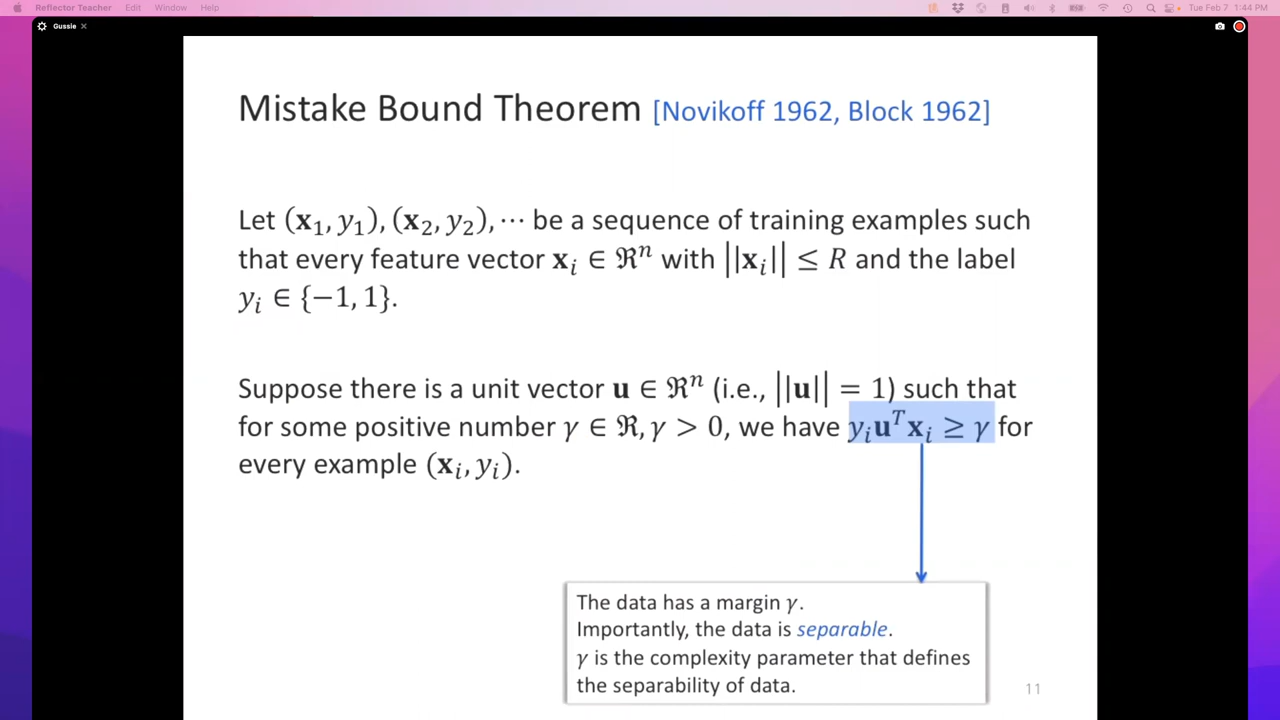 Reflector Teacher Edit Window Help Tue Feb 7 1:44 PM
Gussie
Mistake Bound Theorem [Novikoff 1962, Block 1962]
Let (𝐱₁, y₁), (𝐱₂, y₂), ⋯ be a sequence of training examples such
that every feature vector 𝐱ᵢ ∈ ℜⁿ with ||𝐱ᵢ|| ≤ R and the label
yᵢ ∈ {−1, 1}.
Suppose there is a unit vector 𝐮 ∈ ℜⁿ (i.e., ||𝐮|| = 1) such that
for some positive number γ ∈ ℜ, γ > 0, we have yᵢ𝐮ᵀ𝐱ᵢ ≥ γ for
every example (𝐱ᵢ, yᵢ).
The data has a margin γ.
Importantly, the data is separable.
γ is the complexity parameter that defines
the separability of data.
11